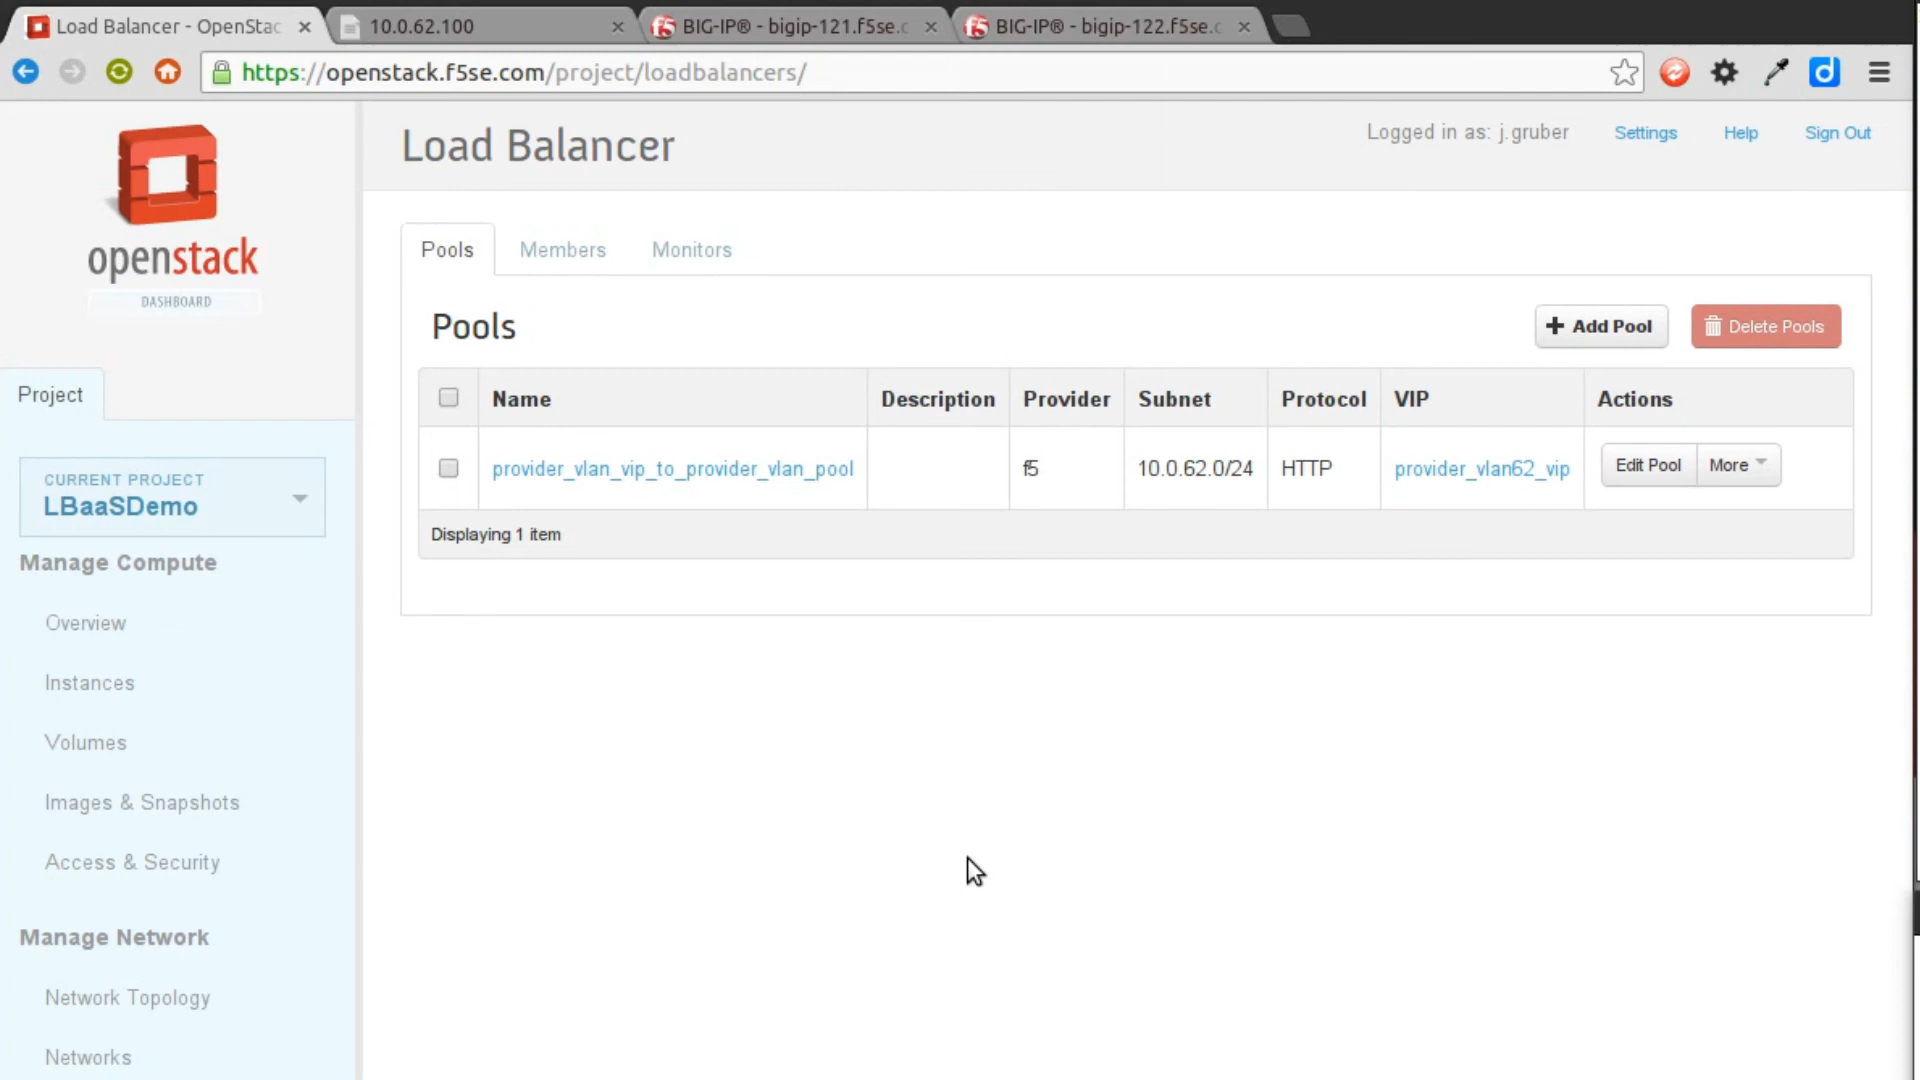 Load Balancer - OpenStac
10.0.62.100
BIG-IP® - bigip-121.f5se.c
BIG-IP® - bigip-122.f5se.c
https://openstack.f5se.com/project/loadbalancers/
openstack
DASHBOARD
Load Balancer
Logged in as: j.gruber
Settings
Help
Sign Out
Project
CURRENT PROJECT
LBaaSDemo
Manage Compute
Overview
Instances
Volumes
Images & Snapshots
Access & Security
Manage Network
Network Topology
Networks
Pools
Members
Monitors
Pools
Add Pool
Delete Pools
Name Description Provider Subnet Protocol VIP Actions
provider_vlan_vip_to_provider_vlan_pool f5 10.0.62.0/24 HTTP provider_vlan62_vip Edit Pool More
Displaying 1 item